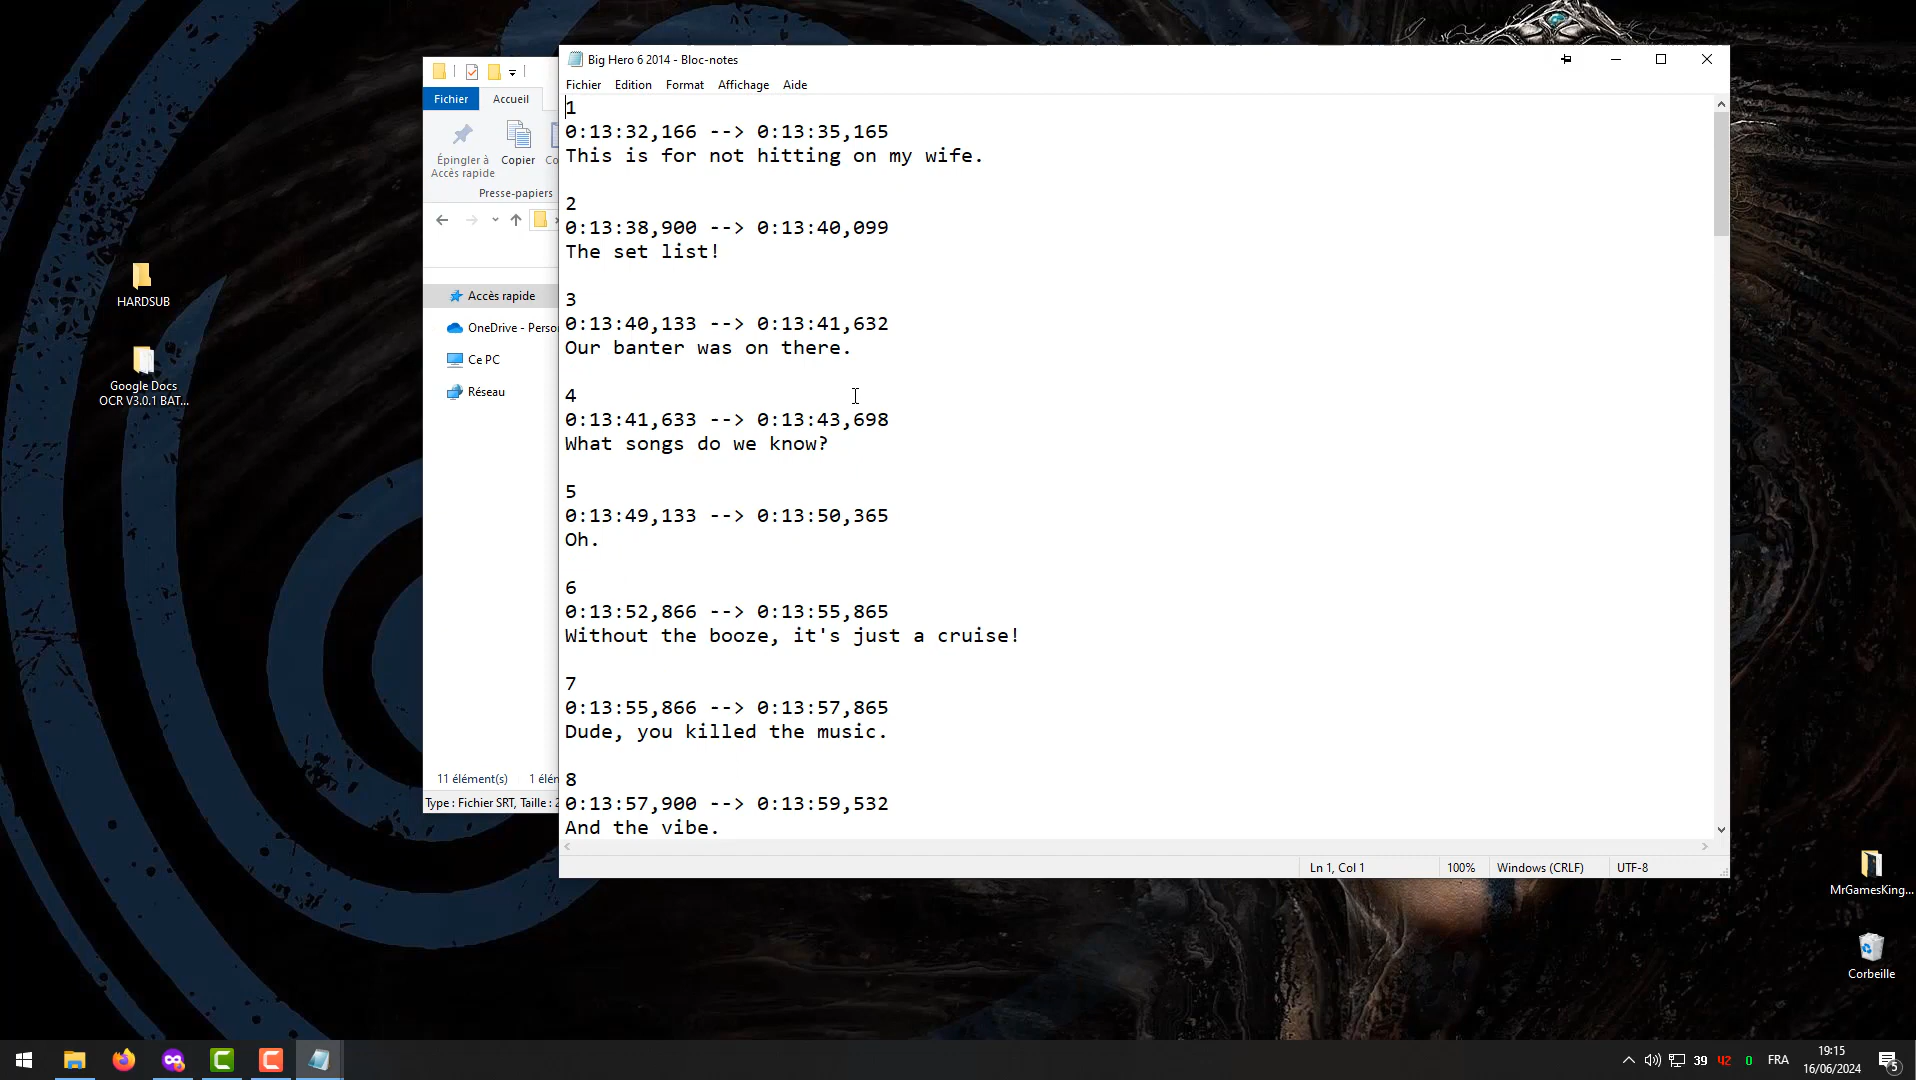 Big Hero 6 2014 - Bloc-notes
Fichier Edition Format Affichage Aide
1
0:13:32,166 --> 0:13:35,165
This is for not hitting on my wife.
2
0:13:38,900 --> 0:13:40,099
The set list!
3
0:13:40,133 --> 0:13:41,632
Our banter was on there.
4
0:13:41,633 --> 0:13:43,698
What songs do we know?
5
0:13:49,133 --> 0:13:50,365
Oh.
6
0:13:52,866 --> 0:13:55,865
Without the booze, it's just a cruise!
7
0:13:55,866 --> 0:13:57,865
Dude, you killed the music.
8
0:13:57,900 --> 0:13:59,532
And the vibe.
Ln 1, Col 1 100% Windows (CRLF) UTF-8
Fichier Accueil
Épingler à
Accès rapide
Copier
Co
Presse-papiers
Accès rapide
OneDrive - Perso
Ce PC
Réseau
11 élément(s) 1 élén
Type : Fichier SRT, Taille : 2
HARDSUB
Google Docs
OCR V3.0.1 BAT...
MrGamesKing...
Corbeille
39 42 0 FRA
19:15
16/06/2024
5